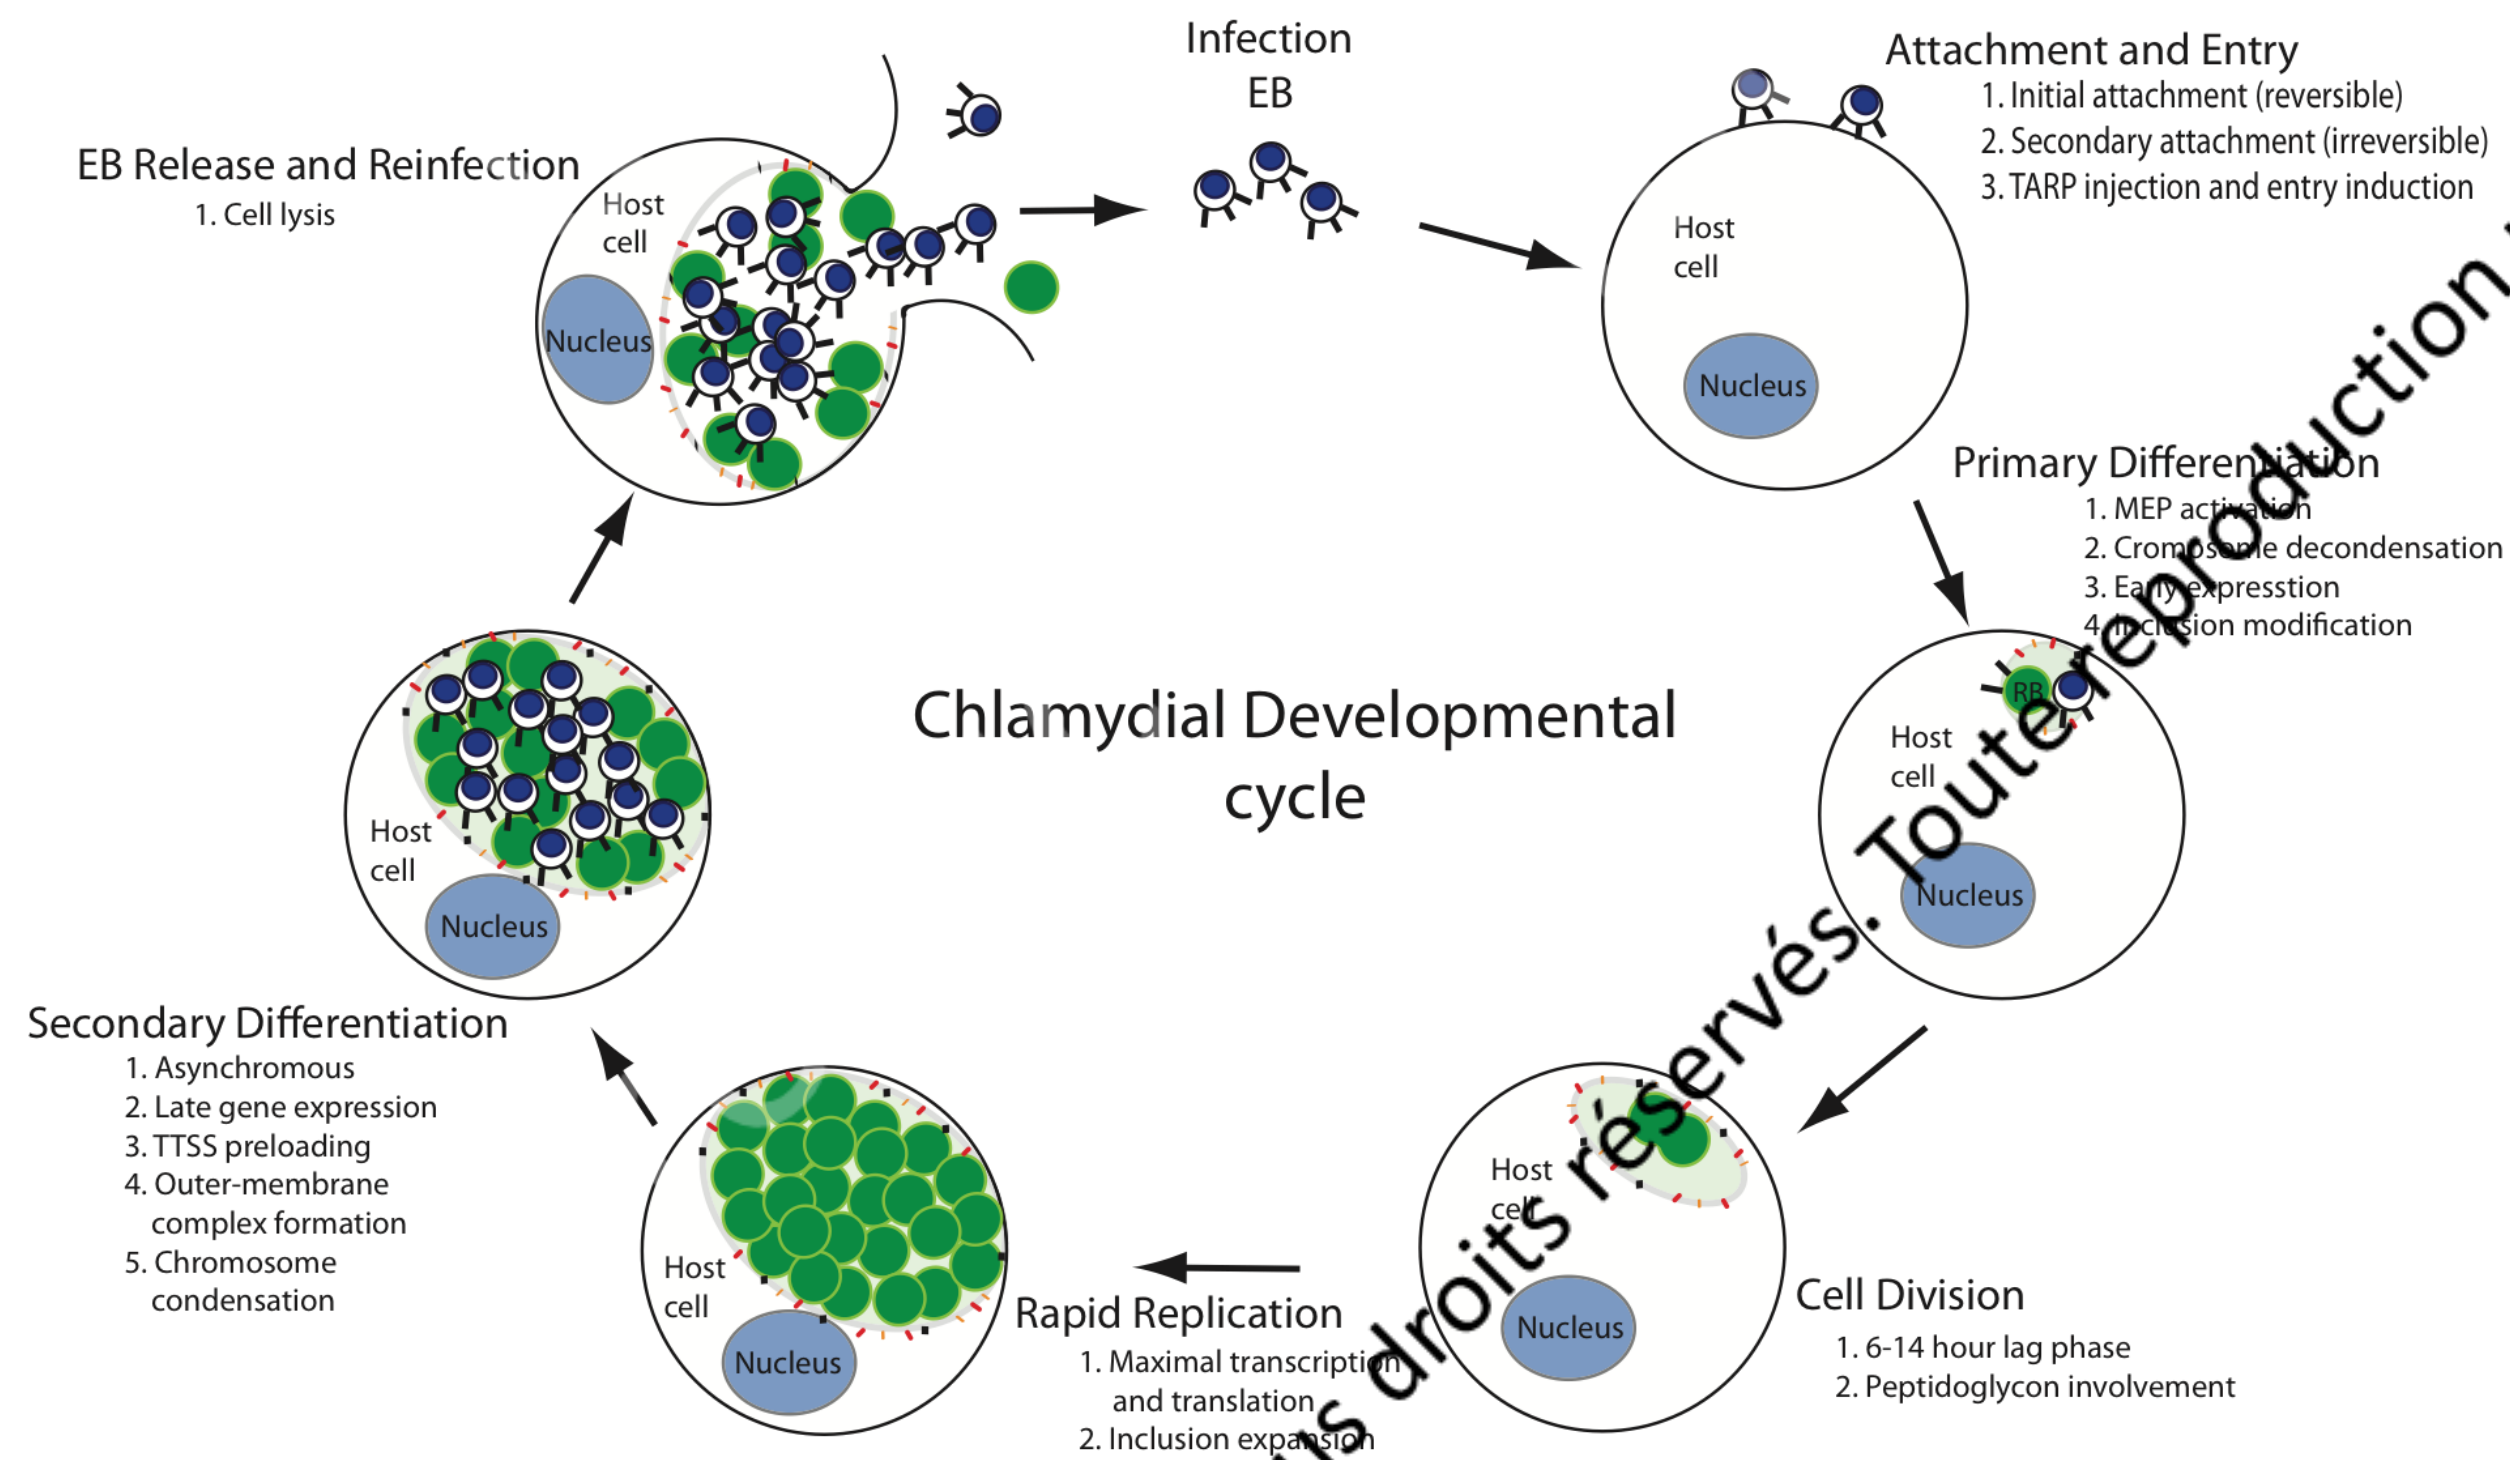 Infection
EB
Attachment and Entry
1. Initial attachment (reversible)
2. Secondary attachment (irreversible)
3. TARP injection and entry induction
Host
cell
Nucleus
Primary Differentiation
1. MEP activation
2. Cromosome decondensation
3. Early expresstion
4. Inclusion modification
RB
Host
cell
Nucleus
Cell Division
1. 6-14 hour lag phase
2. Peptidoglycon involvement
Host
cell
Nucleus
Rapid Replication
1. Maximal transcription
and translation
2. Inclusion expansion
Host
cell
Nucleus
Secondary Differentiation
1. Asynchromous
2. Late gene expression
3. TTSS preloading
4. Outer-membrane
complex formation
5. Chromosome
condensation
Host
cell
Nucleus
EB Release and Reinfection
1. Cell lysis
Host
cell
Nucleus
Chlamydial Developmental
cycle
droits réservés. Toute reproduction